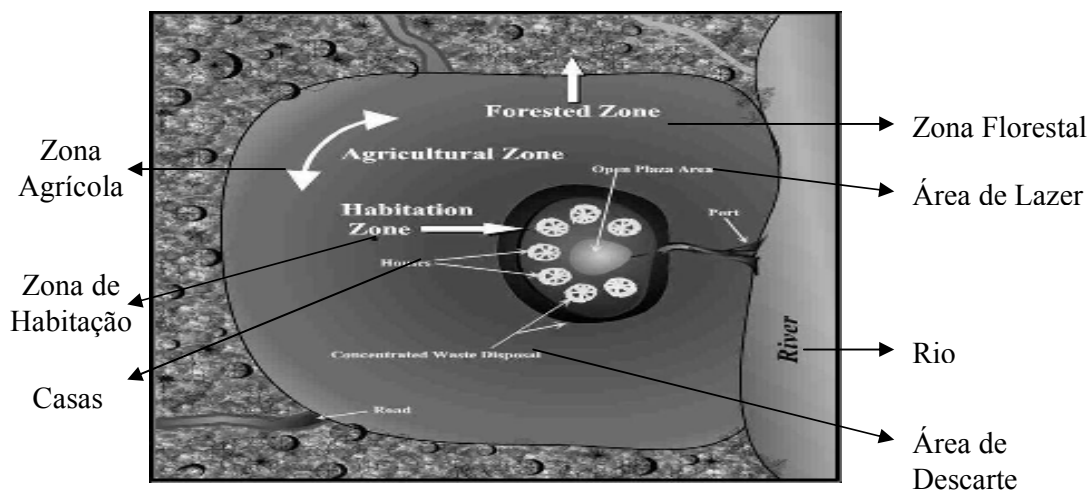 Forested Zone
Agricultural Zone
Open Plaza Area
Habitation
Zone
Port
Houses
Concentrated Waste Disposal
River
Road
Zona
Agrícola
Zona de
Habitação
Casas
Zona Florestal
Área de Lazer
Rio
Área de
Descarte